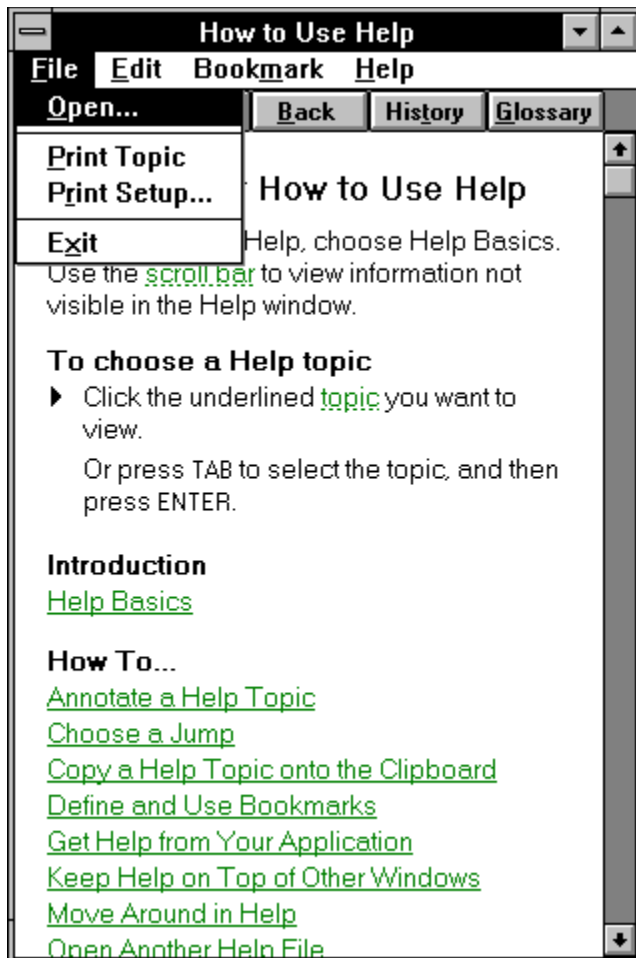 How to Use Help
File Edit Bookmark Help
Open...
Back History Glossary
Print Topic
Print Setup...
Exit
How to Use Help
Help, choose Help Basics.
Use the scroll bar to view information not
visible in the Help window.
To choose a Help topic
Click the underlined topic you want to
view.
Or press TAB to select the topic, and then
press ENTER.
Introduction
Help Basics
How To...
Annotate a Help Topic
Choose a Jump
Copy a Help Topic onto the Clipboard
Define and Use Bookmarks
Get Help from Your Application
Keep Help on Top of Other Windows
Move Around in Help
Open Another Help File